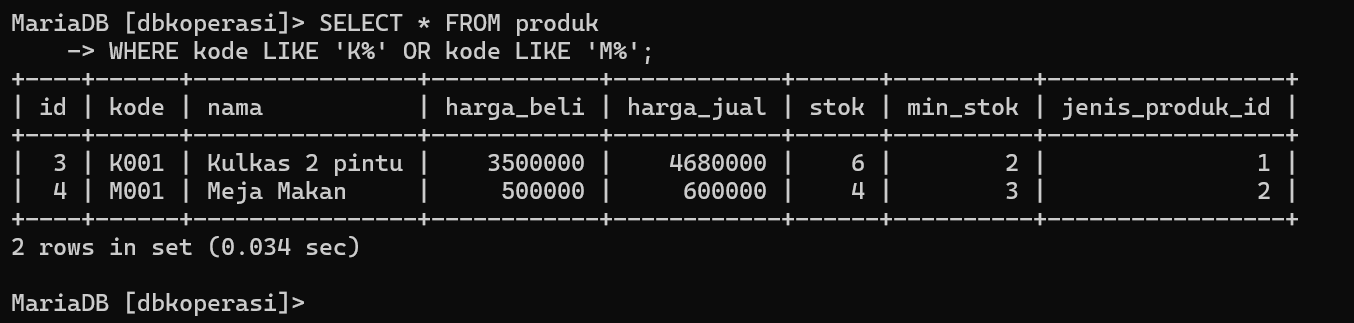 MariaDB [dbkoperasi]> SELECT * FROM produk
    -> WHERE kode LIKE 'K%' OR kode LIKE 'M%';
+----+------+----------------+------------+------------+------+----------+-----------------+
| id | kode | nama           | harga_beli | harga_jual | stok | min_stok | jenis_produk_id |
+----+------+----------------+------------+------------+------+----------+-----------------+
|  3 | K001 | Kulkas 2 pintu |    3500000 |    4680000 |    6 |        2 |               1 |
|  4 | M001 | Meja Makan     |     500000 |     600000 |    4 |        3 |               2 |
+----+------+----------------+------------+------------+------+----------+-----------------+
2 rows in set (0.034 sec)

MariaDB [dbkoperasi]>